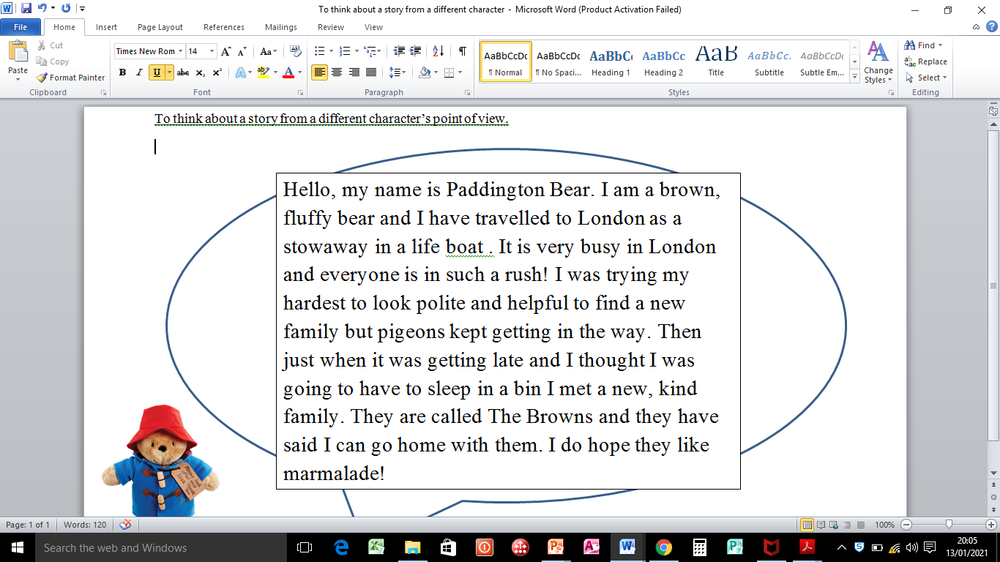 To think about a story from a different character - Microsoft Word (Product Activation Failed)
File Home Insert Page Layout References Mailings Review View
Paste
Cut
Copy
Format Painter
Clipboard
Times New Rom 14
Font
Paragraph
AaBbCcDc AaBbCcDc AaBbC AaBbCc AaB AaBbCc. AaBbCcDc
¶ Normal ¶ No Spaci... Heading 1 Heading 2 Title Subtitle Subtle Em...
Change Styles
Styles
Find
Replace
Select
Editing
To think about a story from a different character’s point of view.
Hello, my name is Paddington Bear. I am a brown,
fluffy bear and I have travelled to London as a
stowaway in a life boat . It is very busy in London
and everyone is in such a rush! I was trying my
hardest to look polite and helpful to find a new
family but pigeons kept getting in the way. Then
just when it was getting late and I thought I was
going to have to sleep in a bin I met a new, kind
family. They are called The Browns and they have
said I can go home with them. I do hope they like
marmalade!
Page: 1 of 1 Words: 120 100%
Search the web and Windows
20:05
13/01/2021